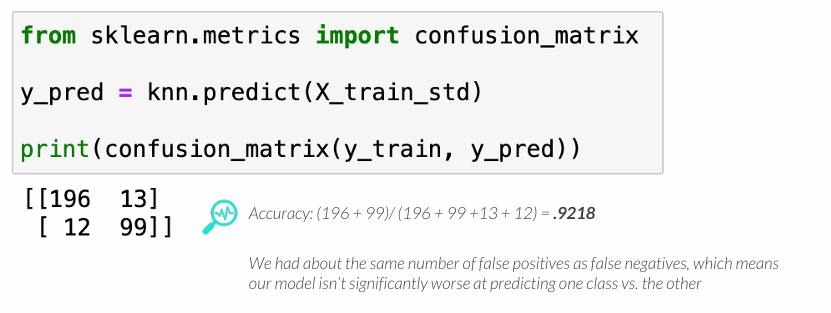 from sklearn.metrics import confusion_matrix
y_pred = knn.predict(X_train_std)
print(confusion_matrix(y_train, y_pred))
[[196  13]
 [ 12  99]]
Accuracy: (196 + 99)/ (196 + 99 +13 + 12) = .9218
We had about the same number of false positives as false negatives, which means
our model isn't significantly worse at predicting one class vs. the other